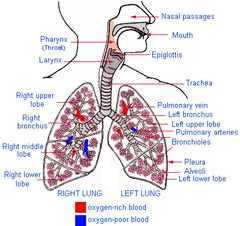 Nasal passages
Mouth
Pharynx
(Throat)
Epiglottis
Larynx
Trachea
Right upper
lobe
Pulmonary vein
Right
bronchus
Left bronchus
Left upper lobe
Pulmonary arteries
Right middle
lobe
Bronchioles
Pleura
Right lower
lobe
Alveoli
Left lower lobe
RIGHT LUNG
LEFT LUNG
oxygen-rich blood
oxygen-poor blood